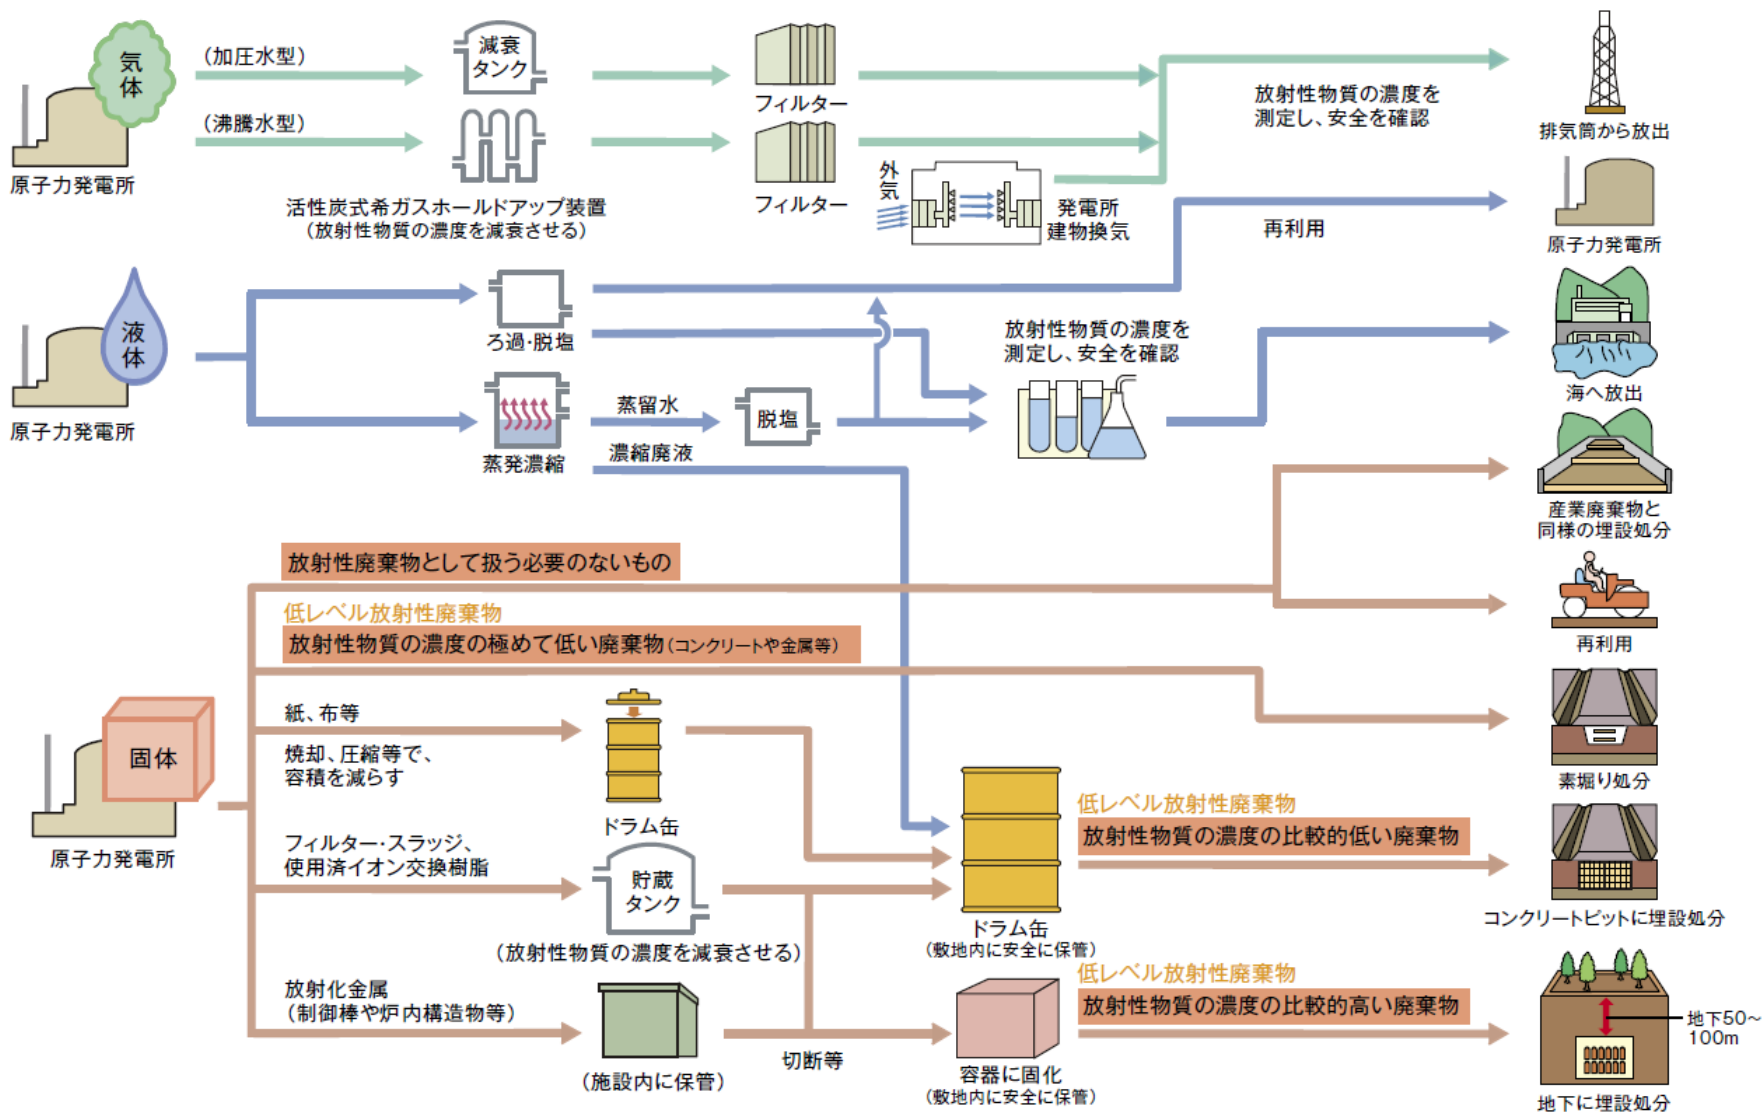 気
体
原子力発電所
(加圧水型)
減衰
タンク
フィルター
(沸騰水型)
活性炭式希ガスホールドアップ装置
(放射性物質の濃度を減衰させる)
フィルター
外
気
発電所
建物換気
放射性物質の濃度を
測定し、安全を確認
排気筒から放出
液
体
原子力発電所
ろ過・脱塩
再利用
原子力発電所
蒸発濃縮
蒸留水
脱塩
濃縮廃液
放射性物質の濃度を
測定し、安全を確認
海へ放出
固体
原子力発電所
放射性廃棄物として扱う必要のないもの
産業廃棄物と
同様の埋設処分
再利用
低レベル放射性廃棄物
放射性物質の濃度の極めて低い廃棄物(コンクリートや金属等)
素堀り処分
紙、布等
焼却、圧縮等で、
容積を減らす
ドラム缶
フィルター・スラッジ、
使用済イオン交換樹脂
貯蔵
タンク
(放射性物質の濃度を減衰させる)
ドラム缶
(敷地内に安全に保管)
低レベル放射性廃棄物
放射性物質の濃度の比較的低い廃棄物
コンクリートピットに埋設処分
放射化金属
(制御棒や炉内構造物等)
(施設内に保管)
切断等
容器に固化
(敷地内に安全に保管)
低レベル放射性廃棄物
放射性物質の濃度の比較的高い廃棄物
地下50〜
100m
地下に埋設処分